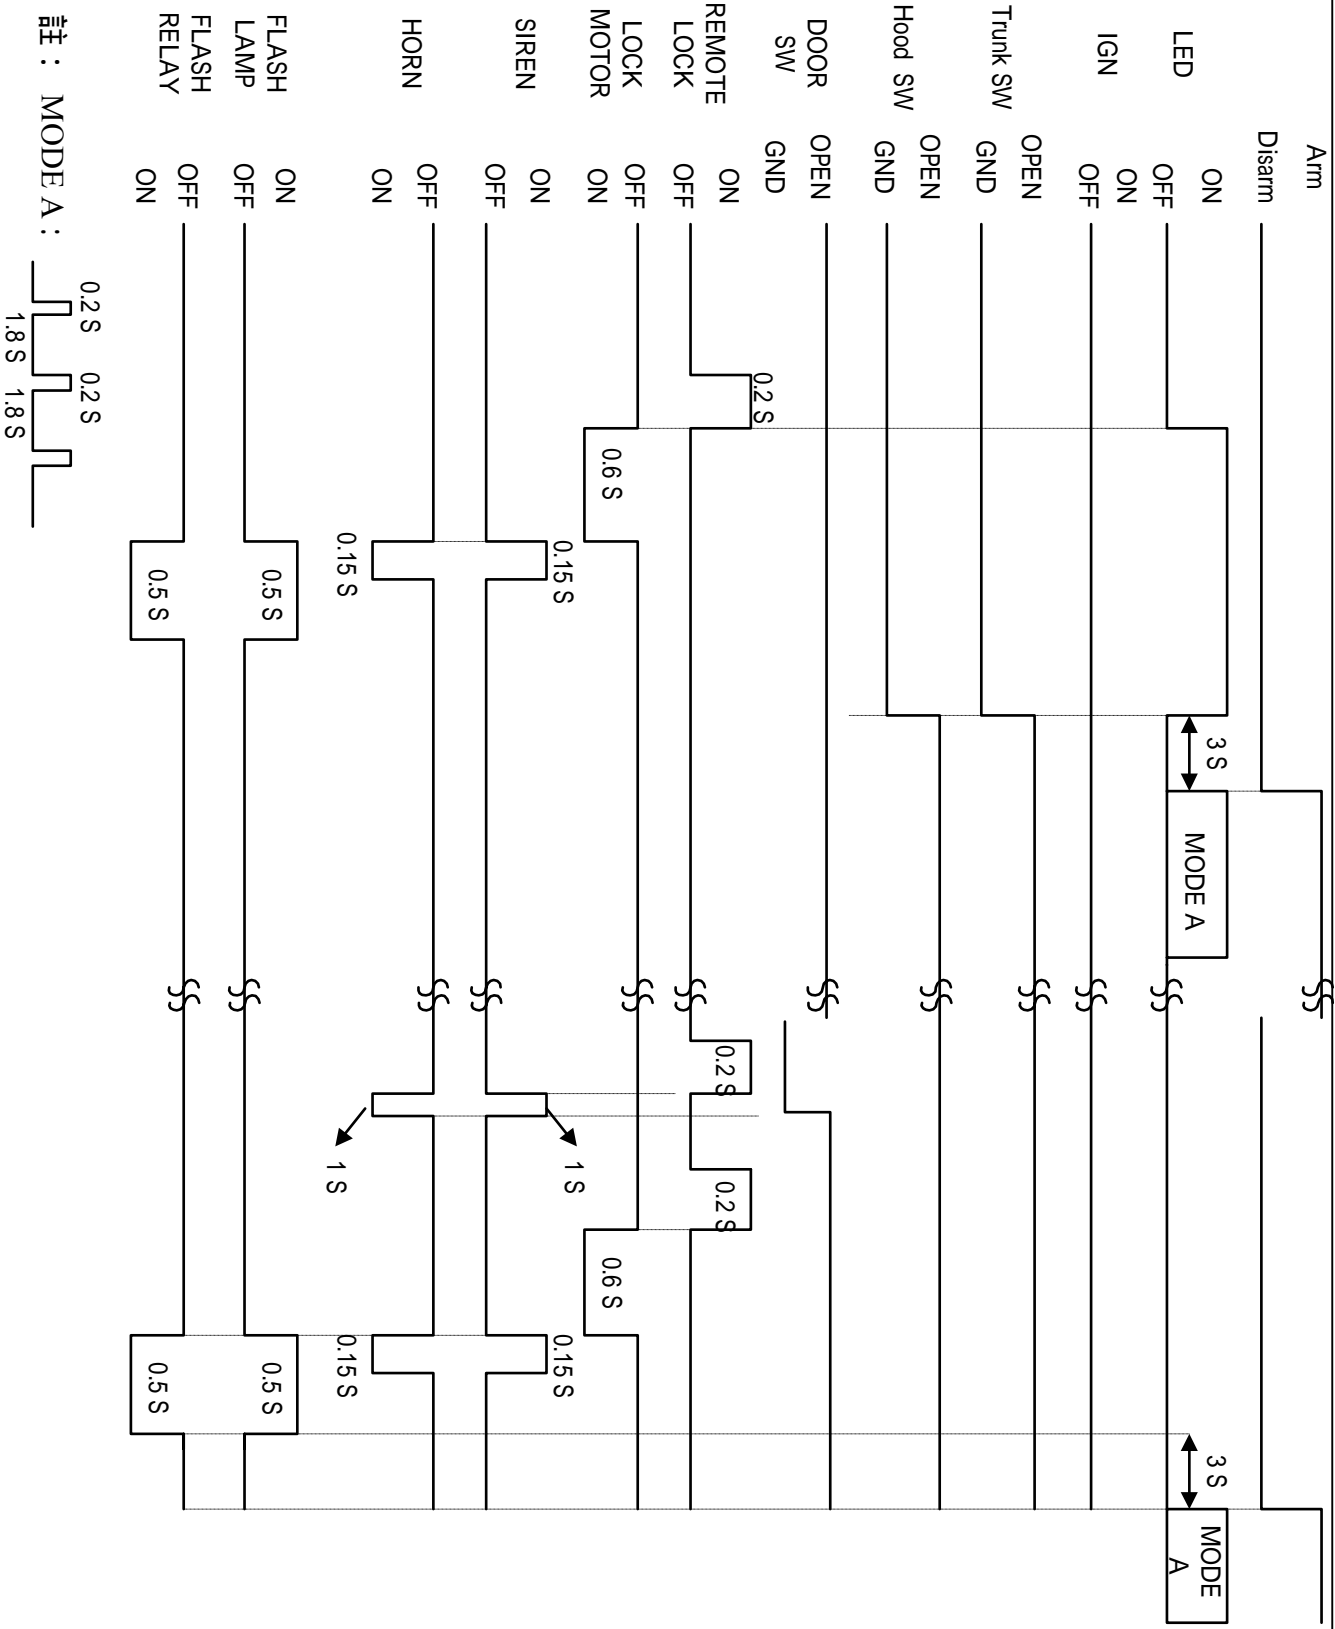 Arm
Disarm
LED
ON
OFF
3 S
MODE A
3 S
MODE
A
IGN
ON
OFF
Trunk SW
OPEN
GND
Hood SW
OPEN
GND
DOOR
SW
OPEN
GND
REMOTE
LOCK
ON
OFF
0.2 S
0.2 S
0.2 S
LOCK
MOTOR
OFF
ON
0.6 S
0.6 S
SIREN
ON
OFF
0.15 S
1 S
0.15 S
HORN
OFF
ON
0.15 S
1 S
0.15 S
FLASH
LAMP
ON
OFF
0.5 S
0.5 S
FLASH
RELAY
OFF
ON
0.5 S
0.5 S
註 : MODE A :
0.2 S
0.2 S
1.8 S
1.8 S